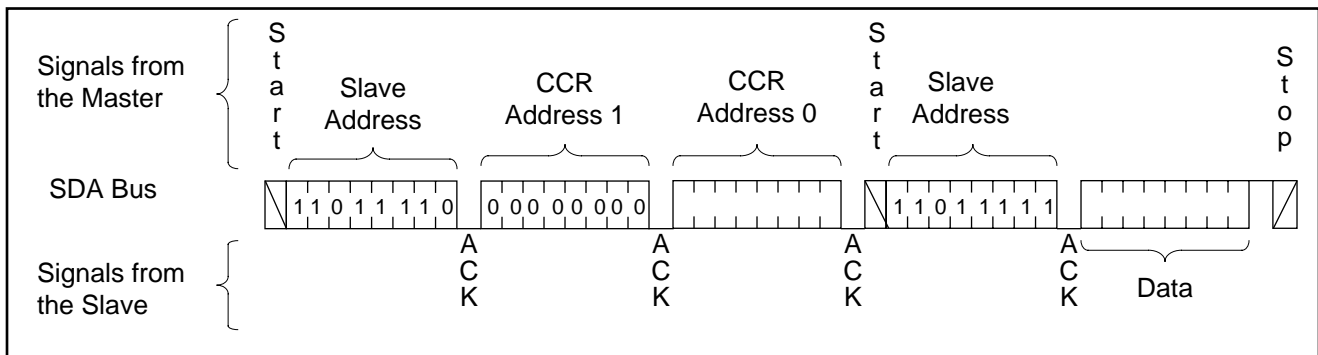 Signals from
the Master
Start
Slave
Address
CCR
Address 1
CCR
Address 0
Start
Slave
Address
Stop
SDA Bus
1 1 0 1 1 1 1 0
0 0 0 0 0 0 0 0
1 1 0 1 1 1 1 1
Signals from
the Slave
ACK
ACK
ACK
ACK
Data